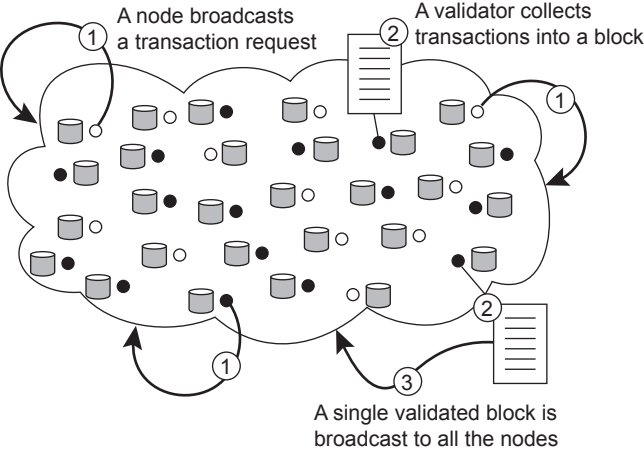 A node broadcasts
a transaction request
1
2
A validator collects
transactions into a block
1
1
2
3
A single validated block is
broadcast to all the nodes